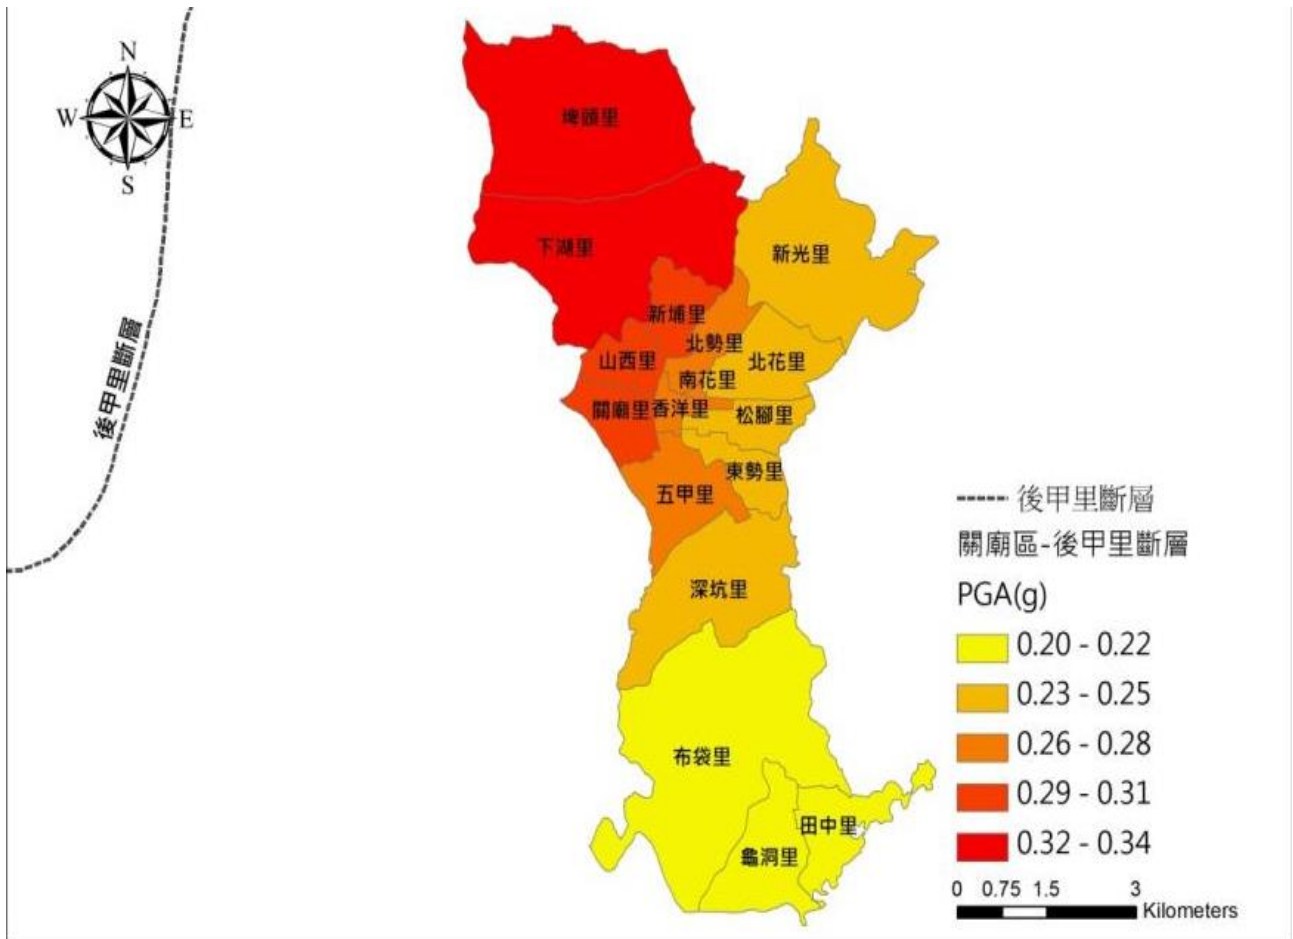 N
W
E
S
埤頭里
下湖里
新光里
新埔里
北勢里
山西里
北花里
南花里
關廟里
香洋里
松腳里
東勢里
五甲里
後甲里斷層
深坑里
布袋里
田中里
龜洞里
後甲里斷層
關廟區-後甲里斷層
PGA(g)
0.20 - 0.22
0.23 - 0.25
0.26 - 0.28
0.29 - 0.31
0.32 - 0.34
0 0.75 1.5 3
Kilometers